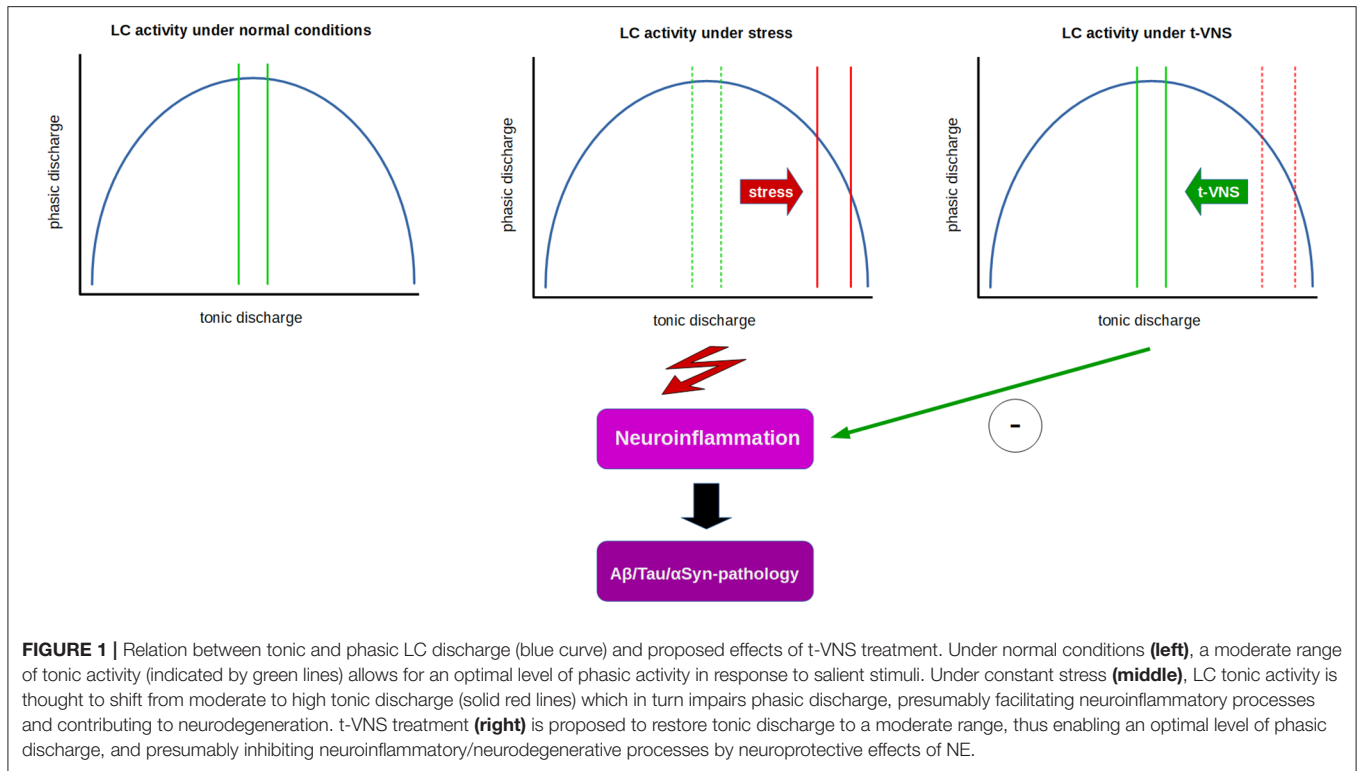 LC activity under normal conditions
phasic discharge
tonic discharge
LC activity under stress
phasic discharge
stress
tonic discharge
LC activity under t-VNS
phasic discharge
t-VNS
tonic discharge
Neuroinflammation
-
Aβ/Tau/αSyn-pathology
FIGURE 1 | Relation between tonic and phasic LC discharge (blue curve) and proposed effects of t-VNS treatment. Under normal conditions (left), a moderate range
of tonic activity (indicated by green lines) allows for an optimal level of phasic activity in response to salient stimuli. Under constant stress (middle), LC tonic activity is
thought to shift from moderate to high tonic discharge (solid red lines) which in turn impairs phasic discharge, presumably facilitating neuroinflammatory processes
and contributing to neurodegeneration. t-VNS treatment (right) is proposed to restore tonic discharge to a moderate range, thus enabling an optimal level of phasic
discharge, and presumably inhibiting neuroinflammatory/neurodegenerative processes by neuroprotective effects of NE.